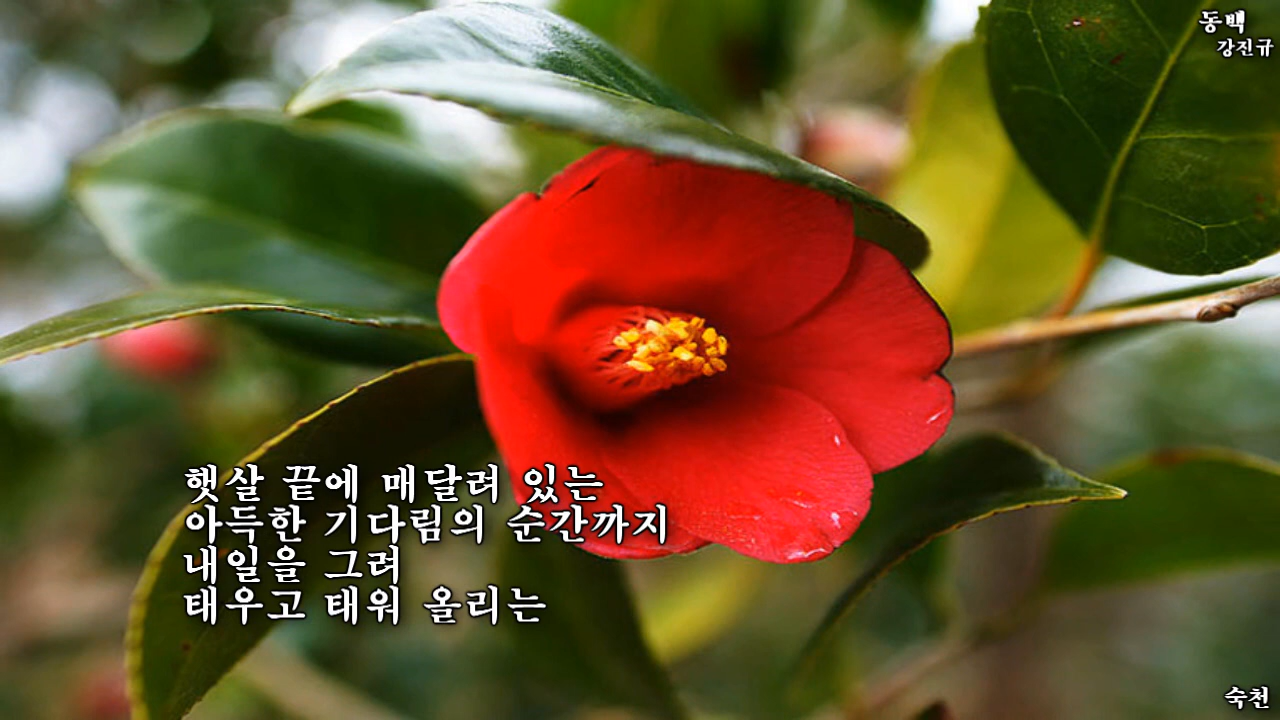 동백
강진규
햇살 끝에 매달려 있는
아득한 기다림의 순간까지
내일을 그려
태우고 태워 올리는
숙천